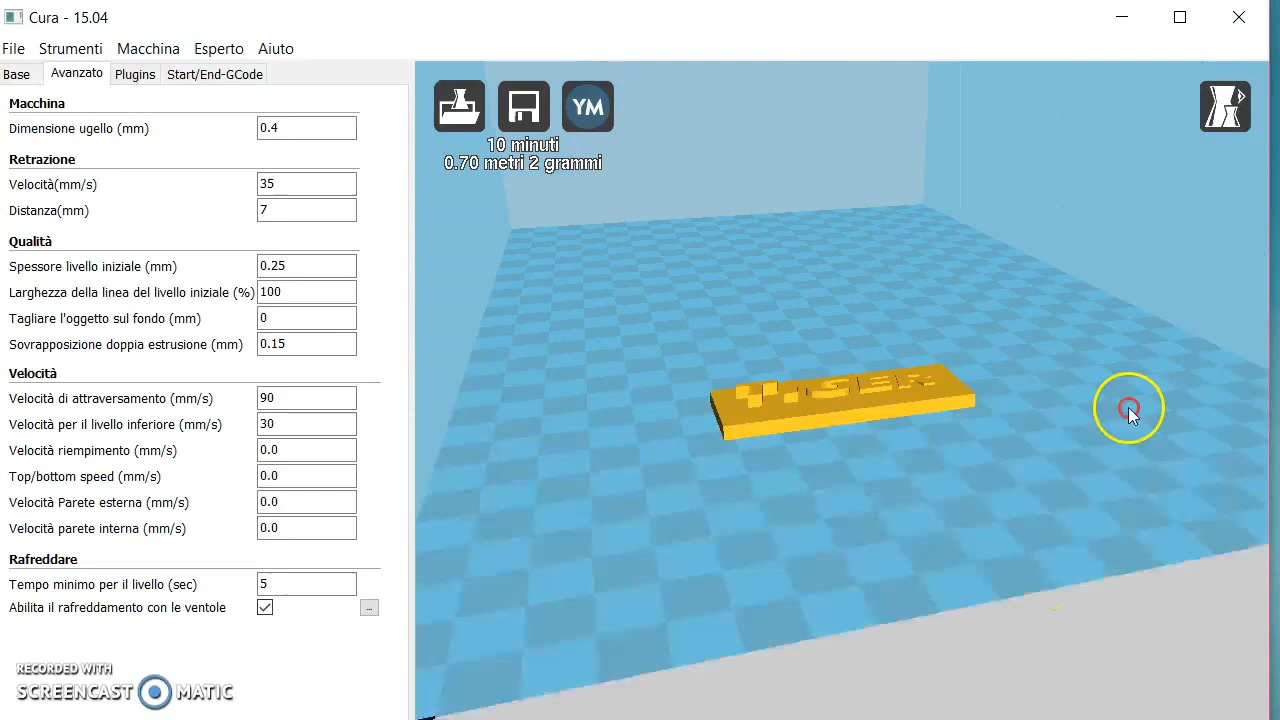 Cura - 15.04
File Strumenti Macchina Esperto Aiuto
Base Avanzato Plugins Start/End-GCode
Macchina
Dimensione ugello (mm) 0.4
Retrazione
Velocità(mm/s) 35
Distanza(mm) 7
Qualità
Spessore livello iniziale (mm) 0.25
Larghezza della linea del livello iniziale (%) 100
Tagliare l'oggetto sul fondo (mm) 0
Sovrapposizione doppia estrusione (mm) 0.15
Velocità
Velocità di attraversamento (mm/s) 90
Velocità per il livello inferiore (mm/s) 30
Velocità riempimento (mm/s) 0.0
Top/bottom speed (mm/s) 0.0
Velocità Parete esterna (mm/s) 0.0
Velocità parete interna (mm/s) 0.0
Rafreddare
Tempo minimo per il livello (sec) 5
Abilita il rafreddamento con le ventole ...
YM
10 minuti
0.70 metri 2 grammi
RECORDED WITH
SCREENCAST MATIC